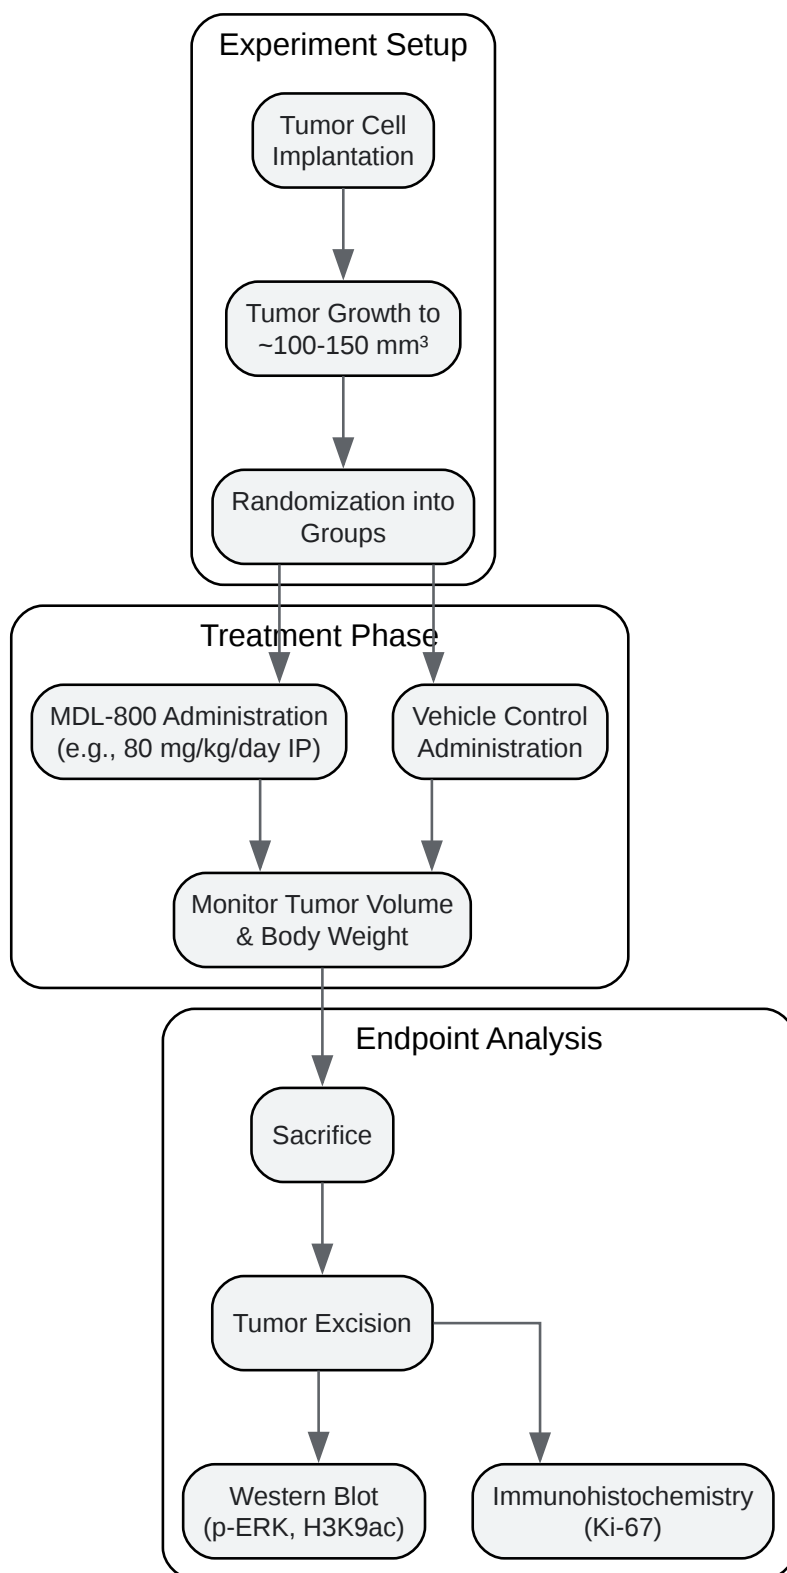 Experiment Setup
Tumor Cell
Implantation
Tumor Growth to
~100-150 mm³
Randomization into
Groups
Treatment Phase
MDL-800 Administration
(e.g., 80 mg/kg/day IP)
Vehicle Control
Administration
Monitor Tumor Volume
& Body Weight
Endpoint Analysis
Sacrifice
Tumor Excision
Western Blot
(p-ERK, H3K9ac)
Immunohistochemistry
(Ki-67)